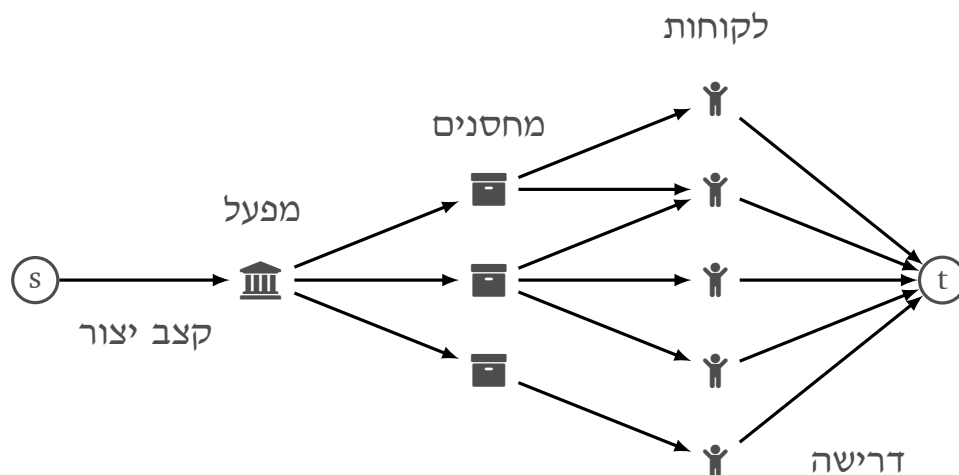 לקוחות
מחסנים
מפעל
s
t
קצב יצור
דרישה